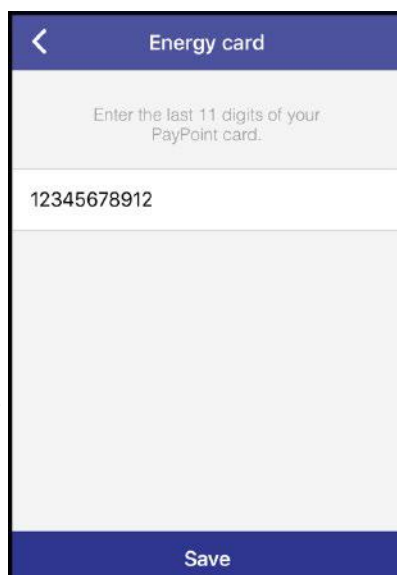 Energy card
Enter the last 11 digits of your
PayPoint card.
12345678912
Save